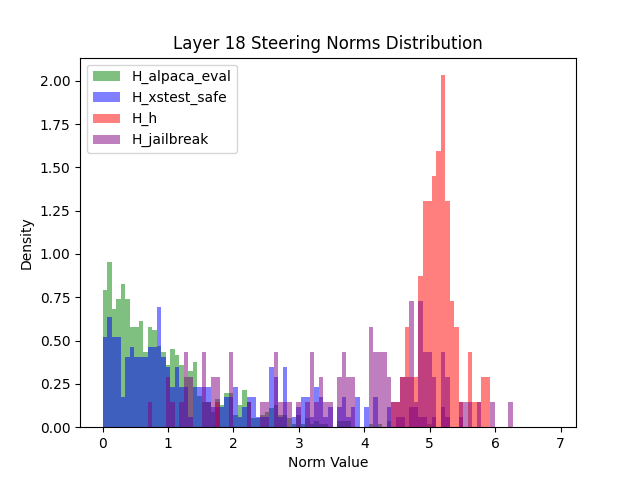 Layer 18 Steering Norms Distribution
H_alpaca_eval
H_xstest_safe
H_h
H_jailbreak
Density
2.00
1.75
1.50
1.25
1.00
0.75
0.50
0.25
0.00
0 1 2 3 4 5 6 7
Norm Value